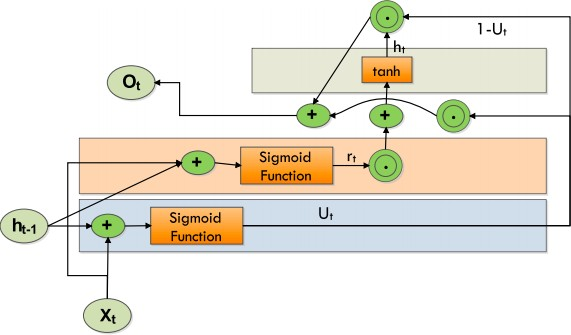 1-Uₜ
hₜ
tanh
Oₜ
+
+
+
Sigmoid
Function
rₜ
hₜ₋₁
+
Sigmoid
Function
Uₜ
Xₜ